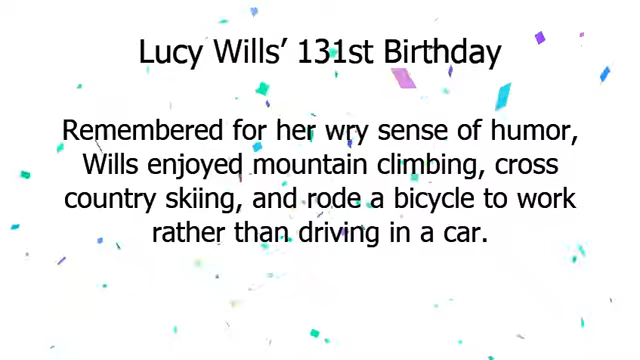 Lucy Wills’ 131st Birthday
Remembered for her wry sense of humor,
Wills enjoyed mountain climbing, cross
country skiing, and rode a bicycle to work
rather than driving in a car.